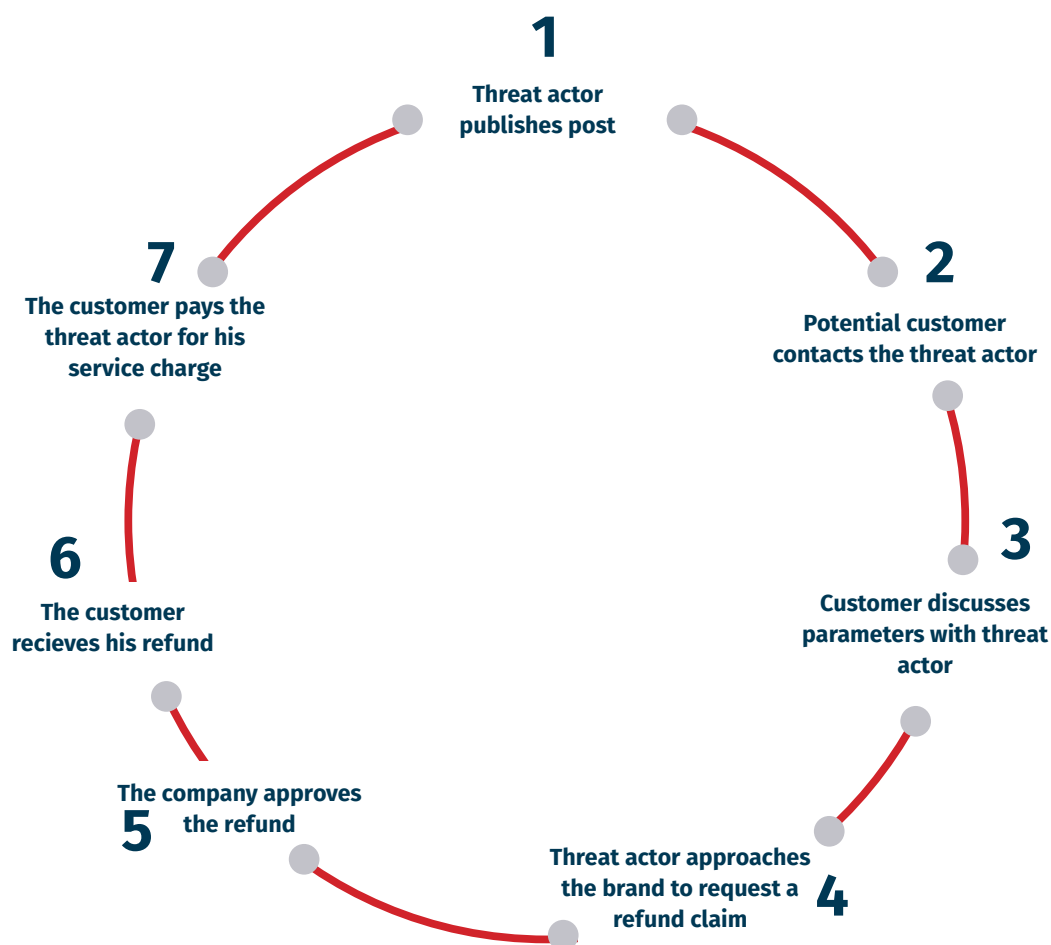 1
Threat actor
publishes post
2
Potential customer
contacts the threat actor
3
Customer discusses
parameters with threat
actor
4
Threat actor approaches
the brand to request a
refund claim
5
The company approves
the refund
6
The customer
recieves his refund
7
The customer pays the
threat actor for his
service charge